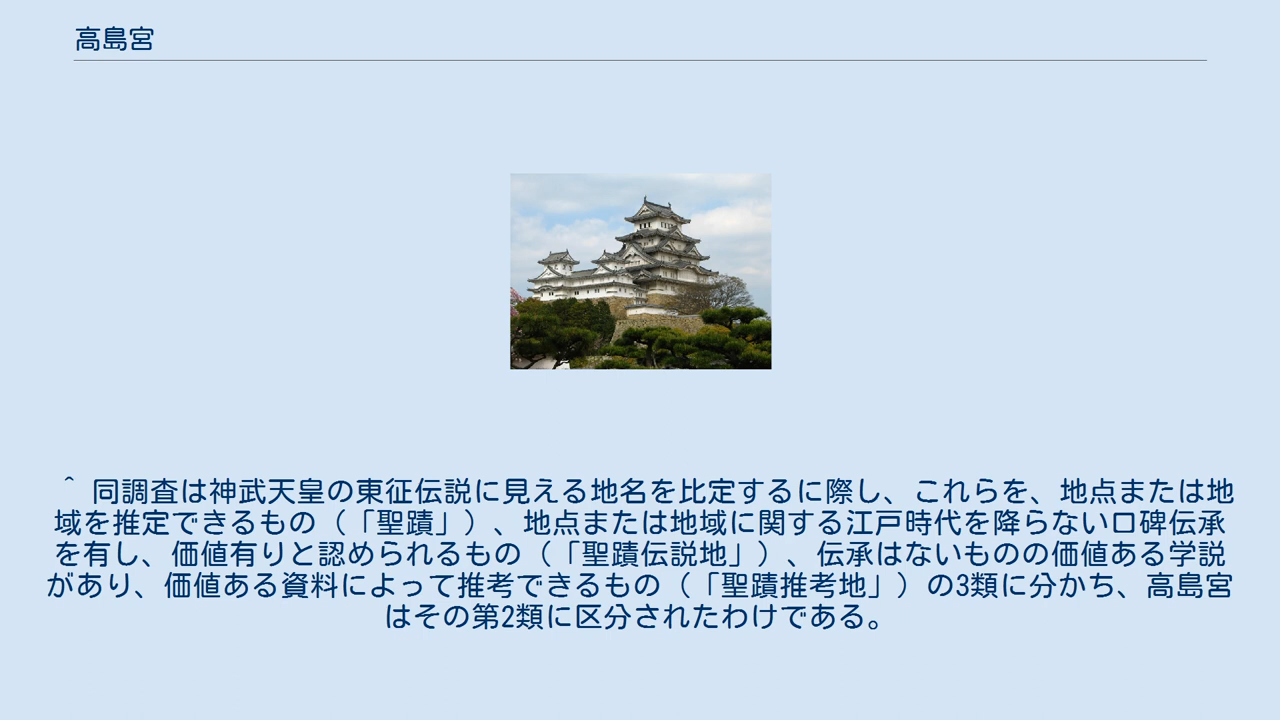 高島宮
^ 同調査は神武天皇の東征伝説に見える地名を比定するに際し、これらを、地点または地
域を推定できるもの（「聖蹟」）、地点または地域に関する江戸時代を降らない口碑伝承
を有し、価値有りと認められるもの（「聖蹟伝説地」）、伝承はないものの価値ある学説
があり、価値ある資料によって推考できるもの（「聖蹟推考地」）の3類に分かち、高島宮
はその第2類に区分されたわけである。